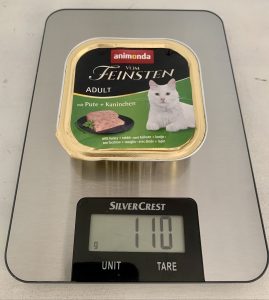 animonda
VOM
FEINSTEN
ADULT
mit Pute + Kaninchen
SILVERCREST
g 110
UNIT TARE